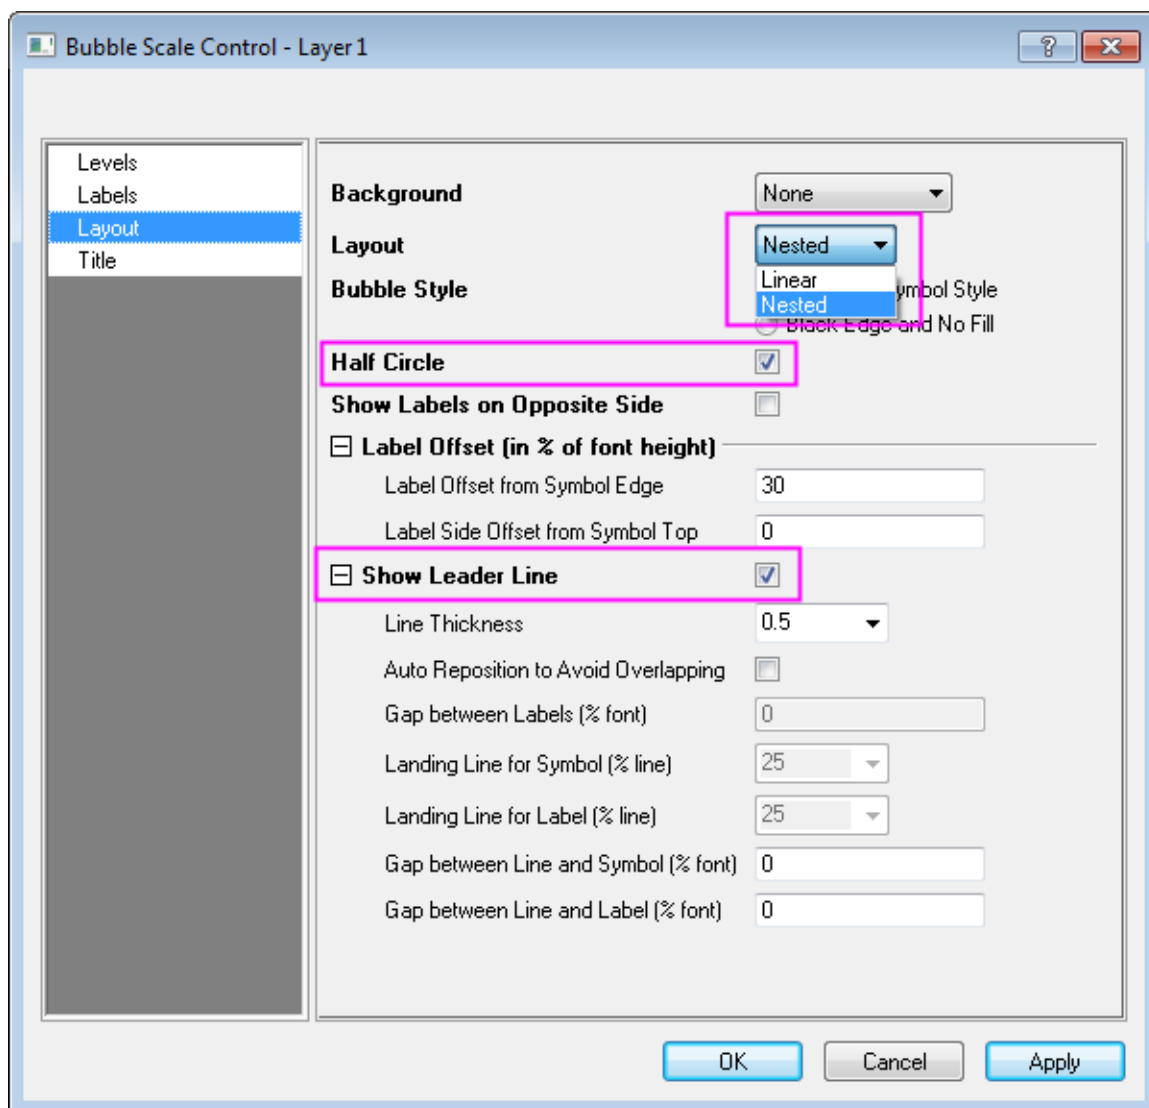 Bubble Scale Control - Layer 1
Levels
Labels
Layout
Title
Background None
Layout Nested
Linear
Nested
Bubble Style Symbol Style
Black Edge and No Fill
Half Circle
Show Labels on Opposite Side
Label Offset (in % of font height)
Label Offset from Symbol Edge 30
Label Side Offset from Symbol Top 0
Show Leader Line
Line Thickness 0.5
Auto Reposition to Avoid Overlapping
Gap between Labels (% font) 0
Landing Line for Symbol (% line) 25
Landing Line for Label (% line) 25
Gap between Line and Symbol (% font) 0
Gap between Line and Label (% font) 0
OK Cancel Apply